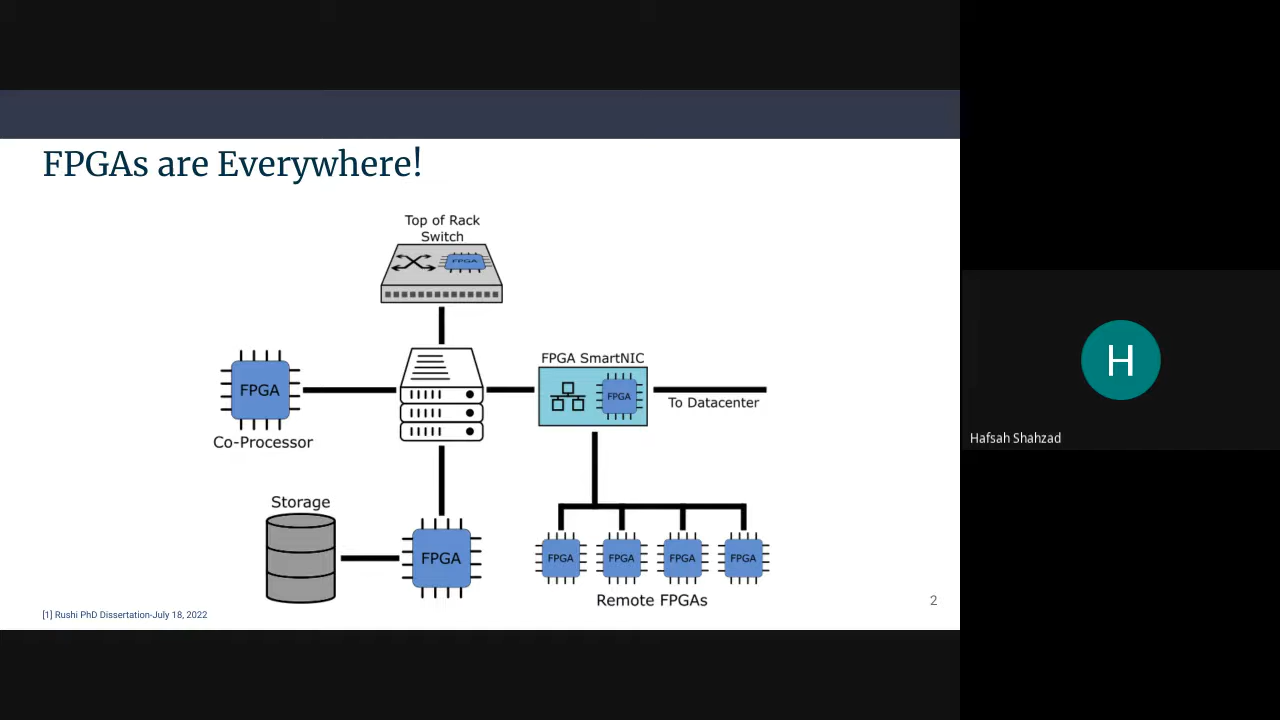 FPGAs are Everywhere!
Top of Rack
Switch
FPGA
FPGA
Co-Processor
FPGA SmartNIC
FPGA
To Datacenter
Storage
FPGA
FPGA
FPGA
FPGA
FPGA
Remote FPGAs
[1] Rushi PhD Dissertation-July 18, 2022
2
H
Hafsah Shahzad